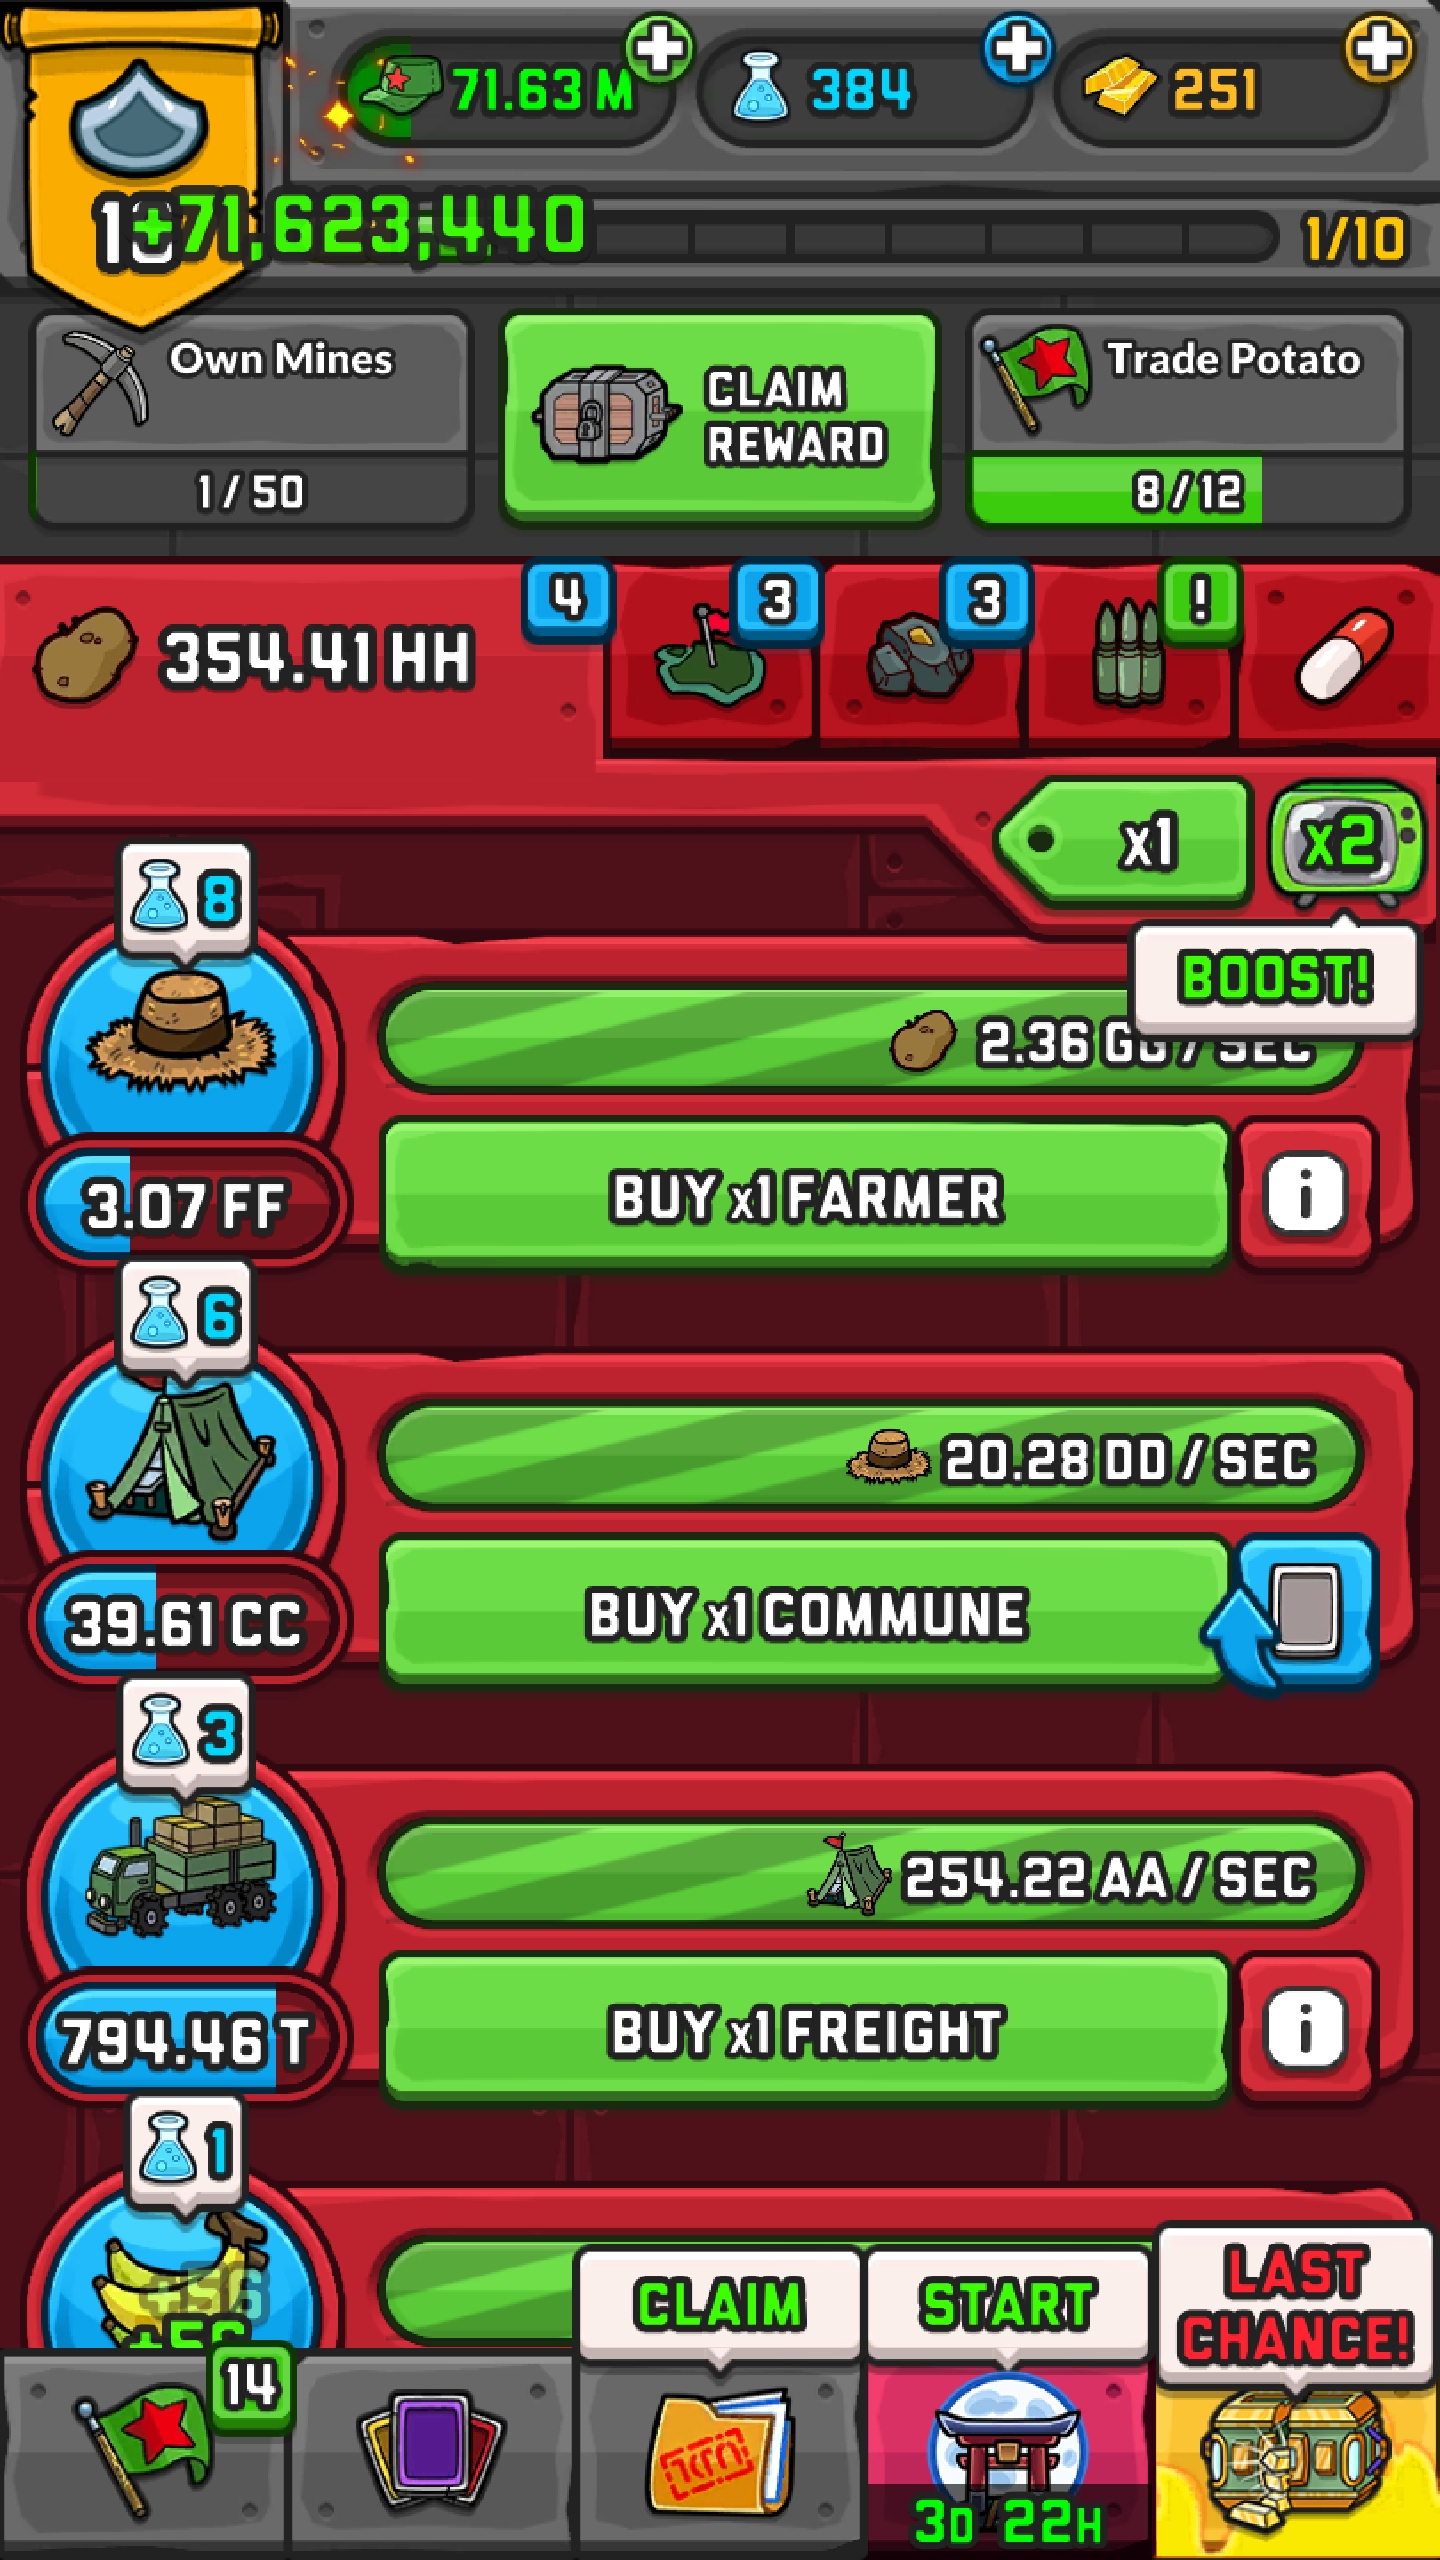 71.63 M
384
251
+71,623,440
1/10
Own Mines
1 / 50
CLAIM
REWARD
Trade Potato
8 / 12
354.41 HH
4
3
3
!
x1
x2
BOOST!
8
2.36 GG / SEC
3.07 FF
BUY x1 FARMER
i
6
20.28 DD / SEC
39.61 CC
BUY x1 COMMUNE
3
254.22 AA / SEC
794.46 T
BUY x1 FREIGHT
i
1
+56
+56
CLAIM
START
LAST
CHANCE!
14
3D 22H